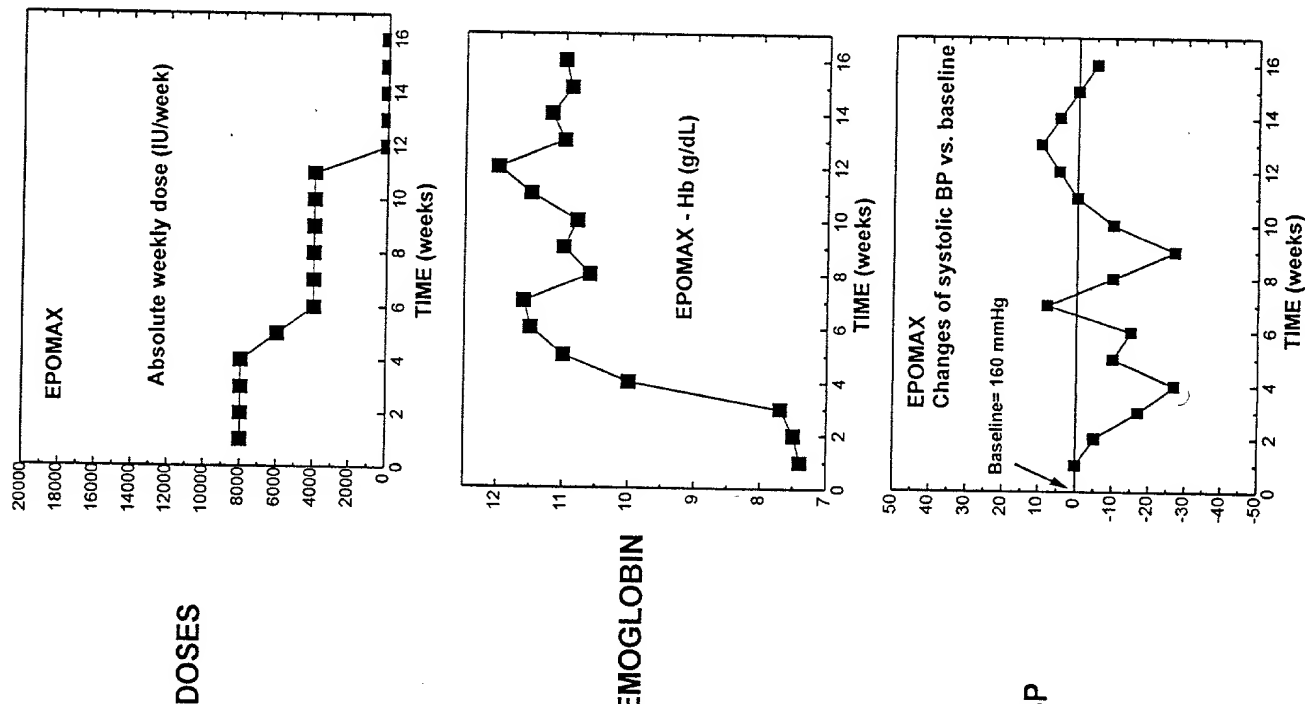 DOSES
EPOMAX
Absolute weekly dose (IU/week)
20000
18000
16000
14000
12000
10000
8000
6000
4000
2000
0
0 2 4 6 8 10 12 14 16
TIME (weeks)
EMOGLOBIN
EPOMAX - Hb (g/dL)
12
11
10
9
8
7
0 2 4 6 8 10 12 14 16
TIME (weeks)
P
EPOMAX
Changes of systolic BP vs. baseline
Baseline= 160 mmHg
50
40
30
20
10
0
-10
-20
-30
-40
-50
0 2 4 6 8 10 12 14 16
TIME (weeks)